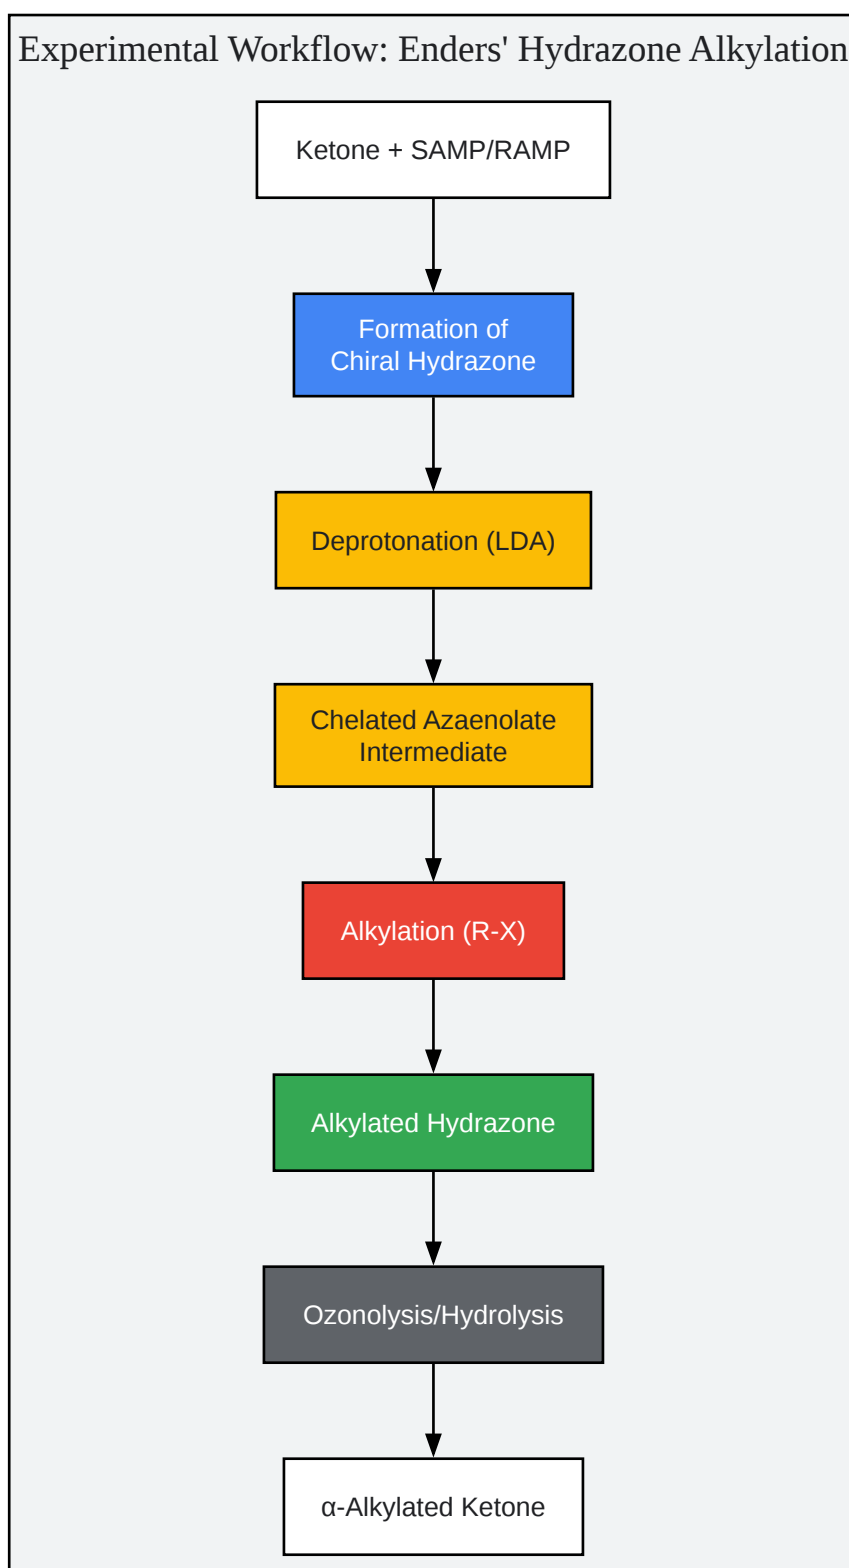 Experimental Workflow: Enders' Hydrazone Alkylation
Ketone + SAMP/RAMP
Formation of
Chiral Hydrazone
Deprotonation (LDA)
Chelated Azaenolate
Intermediate
Alkylation (R-X)
Alkylated Hydrazone
Ozonolysis/Hydrolysis
α-Alkylated Ketone